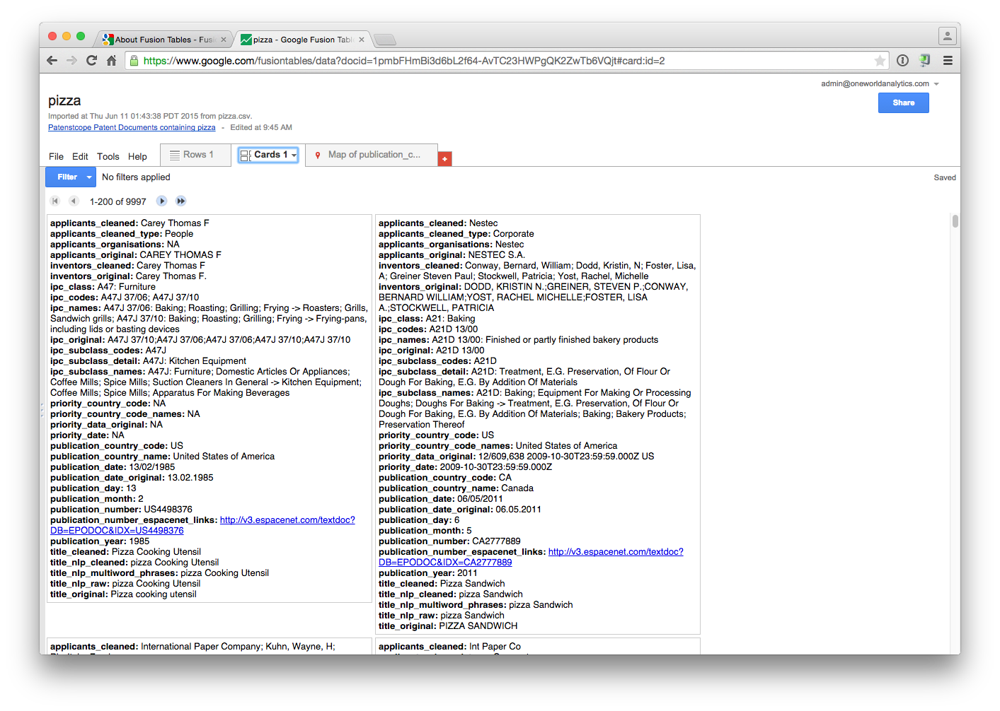 About Fusion Tables - Fusi
pizza - Google Fusion Tabl
https://www.google.com/fusiontables/data?docid=1pmbFHmBi3d6bL2f64-AvTC23HWPgQK2ZwTb6VQjt#card:id=2
admin@oneworldanalytics.com
pizza
Share
Imported at Thu Jun 11 01:43:38 PDT 2015 from pizza.csv.
Patenstcope Patent Documents containing pizza - Edited at 9:45 AM
File Edit Tools Help Rows 1 Cards 1 Map of publication_c... +
Filter No filters applied Saved
1-200 of 9997
applicants_cleaned: Carey Thomas F
applicants_cleaned_type: People
applicants_organisations: NA
applicants_original: CAREY THOMAS F
inventors_cleaned: Carey Thomas F
inventors_original: Carey Thomas F.
ipc_class: A47: Furniture
ipc_codes: A47J 37/06; A47J 37/10
ipc_names: A47J 37/06: Baking; Roasting; Grilling; Frying -> Roasters; Grills,
Sandwich grills; A47J 37/10: Baking; Roasting; Grilling; Frying -> Frying-pans,
including lids or basting devices
ipc_original: A47J 37/10;A47J 37/06;A47J 37/06;A47J 37/10;A47J 37/10
ipc_subclass_codes: A47J
ipc_subclass_detail: A47J: Kitchen Equipment
ipc_subclass_names: A47J: Furniture; Domestic Articles Or Appliances;
Coffee Mills; Spice Mills; Suction Cleaners In General -> Kitchen Equipment;
Coffee Mills; Spice Mills; Apparatus For Making Beverages
priority_country_code: NA
priority_country_code_names: NA
priority_data_original: NA
priority_date: NA
publication_country_code: US
publication_country_name: United States of America
publication_date: 13/02/1985
publication_date_original: 13.02.1985
publication_day: 13
publication_month: 2
publication_number: US4498376
publication_number_espacenet_links: http://v3.espacenet.com/textdoc?
DB=EPODOC&IDX=US4498376
publication_year: 1985
title_cleaned: Pizza Cooking Utensil
title_nlp_cleaned: pizza Cooking Utensil
title_nlp_multiword_phrases: pizza Cooking Utensil
title_nlp_raw: pizza Cooking Utensil
title_original: Pizza cooking utensil
applicants_cleaned: Nestec
applicants_cleaned_type: Corporate
applicants_organisations: Nestec
applicants_original: NESTEC S.A.
inventors_cleaned: Conway, Bernard, William; Dodd, Kristin, N; Foster, Lisa,
A; Greiner Steven Paul; Stockwell, Patricia; Yost, Rachel, Michelle
inventors_original: DODD, KRISTIN N.;GREINER, STEVEN P.;CONWAY,
BERNARD WILLIAM;YOST, RACHEL MICHELLE;FOSTER, LISA
A.;STOCKWELL, PATRICIA
ipc_class: A21: Baking
ipc_codes: A21D 13/00
ipc_names: A21D 13/00: Finished or partly finished bakery products
ipc_original: A21D 13/00
ipc_subclass_codes: A21D
ipc_subclass_detail: A21D: Treatment, E.G. Preservation, Of Flour Or
Dough For Baking, E.G. By Addition Of Materials
ipc_subclass_names: A21D: Baking; Equipment For Making Or Processing
Doughs; Doughs For Baking -> Treatment, E.G. Preservation, Of Flour Or
Dough For Baking, E.G. By Addition Of Materials; Baking; Bakery Products;
Preservation Thereof
priority_country_code: US
priority_country_code_names: United States of America
priority_data_original: 12/609,638 2009-10-30T23:59:59.000Z US
priority_date: 2009-10-30T23:59:59.000Z
publication_country_code: CA
publication_country_name: Canada
publication_date: 06/05/2011
publication_date_original: 06.05.2011
publication_day: 6
publication_month: 5
publication_number: CA2777889
publication_number_espacenet_links: http://v3.espacenet.com/textdoc?
DB=EPODOC&IDX=CA2777889
publication_year: 2011
title_cleaned: Pizza Sandwich
title_nlp_cleaned: pizza Sandwich
title_nlp_multiword_phrases: pizza Sandwich
title_nlp_raw: pizza Sandwich
title_original: PIZZA SANDWICH
applicants_cleaned: International Paper Company; Kuhn, Wayne, H;
applicants_cleaned: Int Paper Co